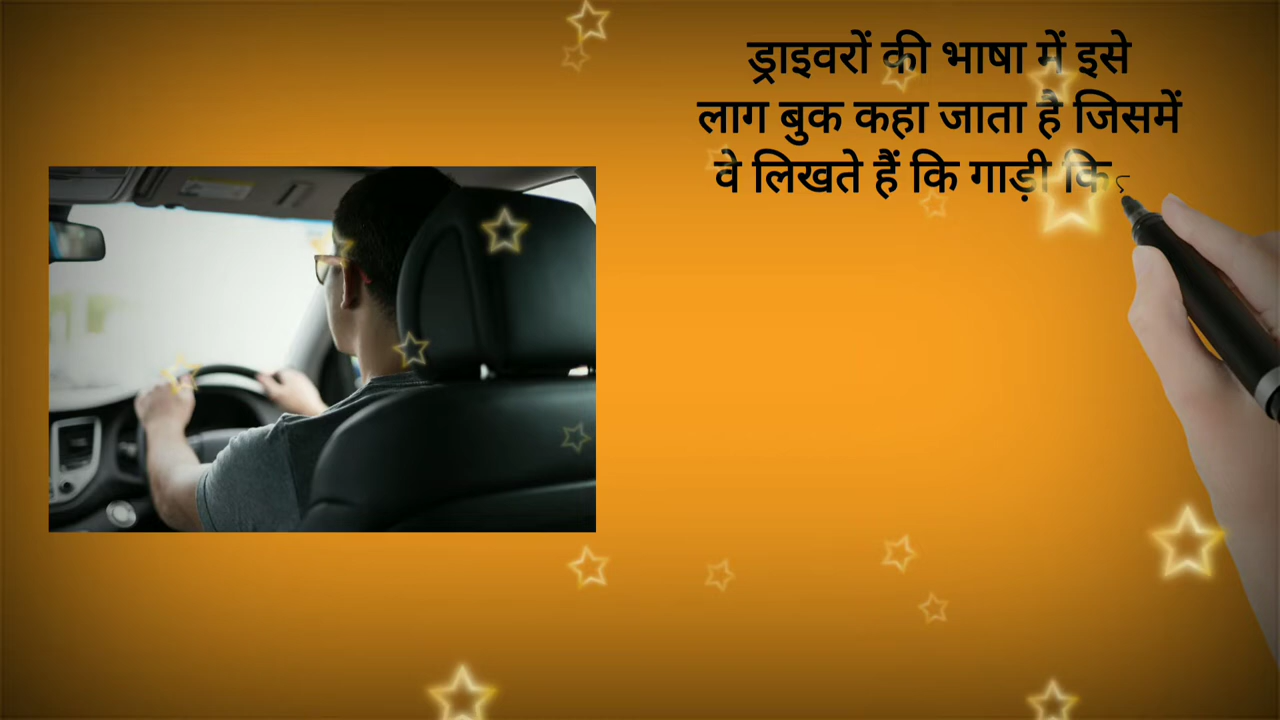 ड्राइवरों की भाषा में इसे
लाग बुक कहा जाता है जिसमें
वे लिखते हैं कि गाड़ी कि